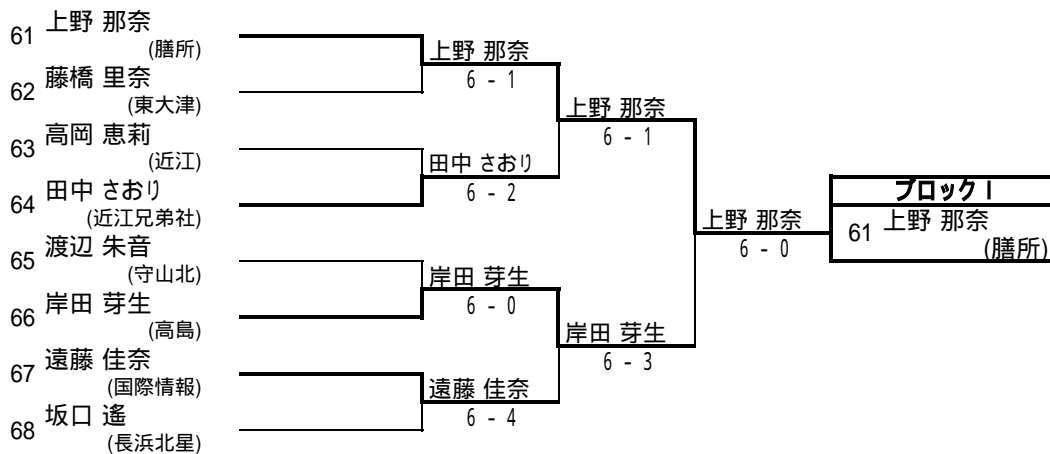 61 上野 那奈
(膳所)
62 藤橋 里奈
(東大津)
63 高岡 恵莉
(近江)
64 田中 さおり
(近江兄弟社)
65 渡辺 朱音
(守山北)
66 岸田 芽生
(高島)
67 遠藤 佳奈
(国際情報)
68 坂口 遙
(長浜北星)
上野 那奈
6 - 1
田中 さおり
6 - 2
岸田 芽生
6 - 0
遠藤 佳奈
6 - 4
上野 那奈
6 - 1
岸田 芽生
6 - 3
上野 那奈
6 - 0
ブロック I
61 上野 那奈
(膳所)